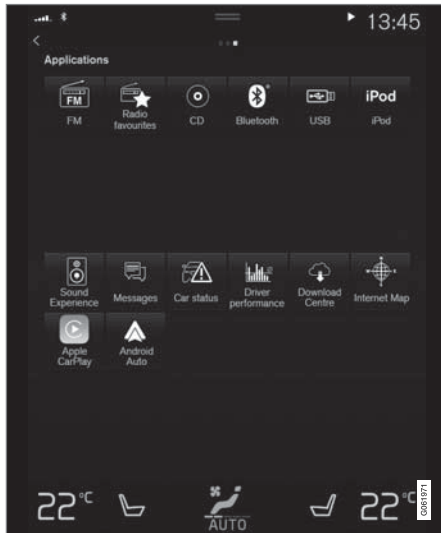 13:45
Applications
FM
FM
Radio
favourites
CD
Bluetooth
USB
iPod
iPod
Sound
Experience
Messages
Car status
Driver
performance
Download
Centre
Internet Map
Apple
CarPlay
Android
Auto
22°C
AUTO
22°C
G061971